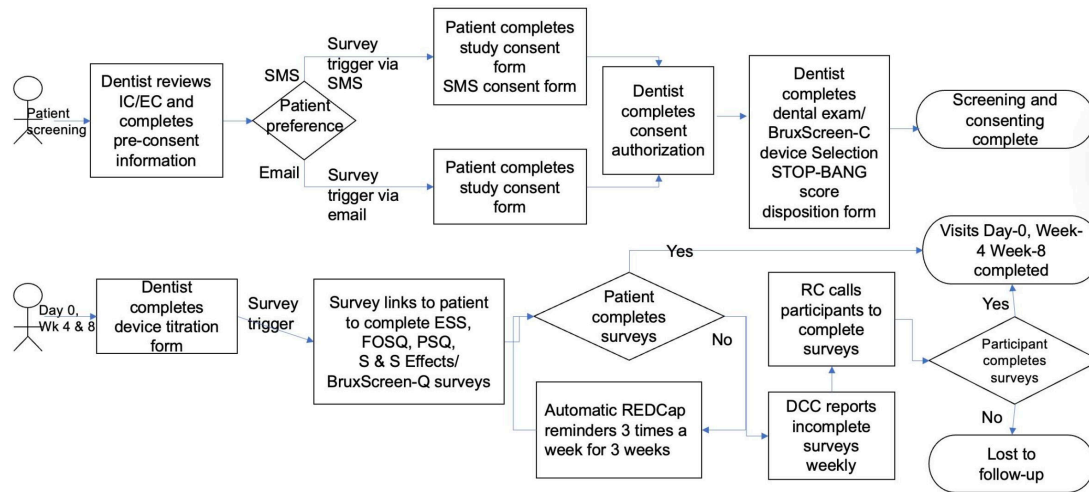 Patient
screening
Dentist reviews
IC/EC and
completes
pre-consent
information
SMS
Patient
preference
Email
Survey
trigger via
SMS
Survey
trigger via
email
Patient completes
study consent
form
SMS consent form
Patient completes
study consent
form
Dentist
completes
consent
authorization
Dentist
completes
dental exam/
BruxScreen-C
device Selection
STOP-BANG
score
disposition form
Screening and
consenting
complete
Day 0,
Wk 4 & 8
Dentist
completes
device titration
form
Survey
trigger
Survey links to patient
to complete ESS,
FOSQ, PSQ,
S & S Effects/
BruxScreen-Q surveys
Patient
completes
surveys
Yes
No
Automatic REDCap
reminders 3 times a
week for 3 weeks
RC calls
participants to
complete
surveys
DCC reports
incomplete
surveys
weekly
Visits Day-0, Week-
4 Week-8
completed
Yes
Participant
completes
surveys
No
Lost to
follow-up